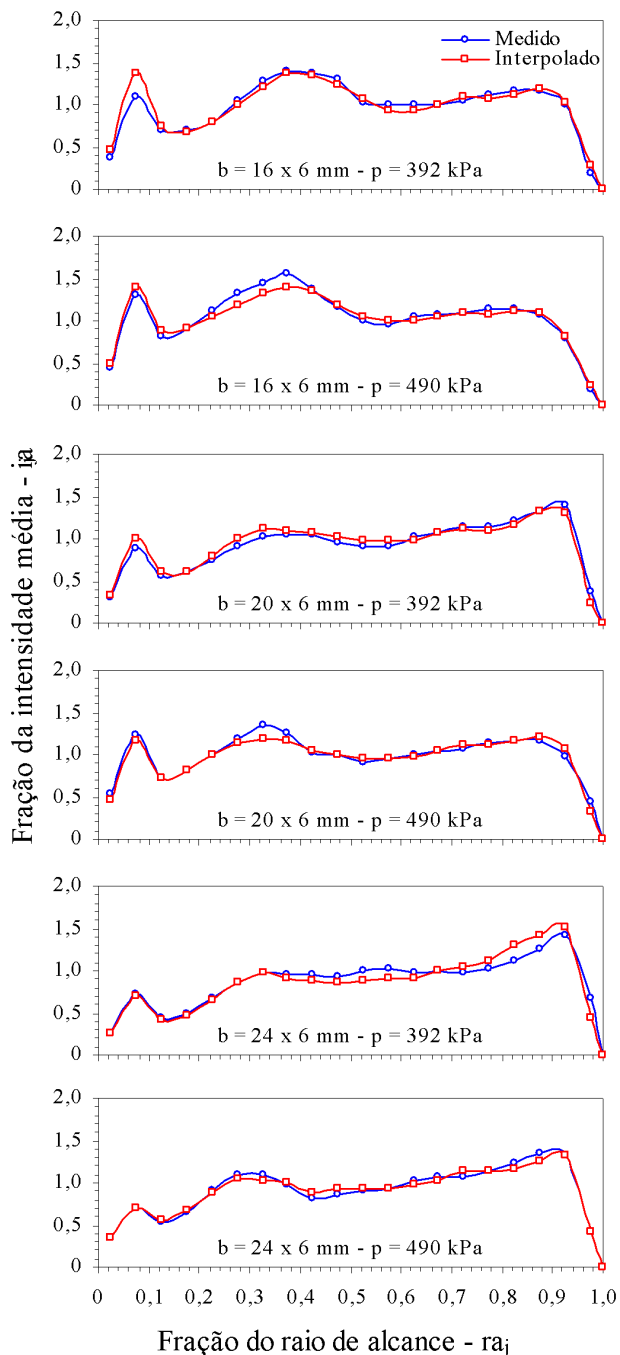 2,0
Medido
Interpolado
1,5
1,0
0,5
0
b = 16 x 6 mm - p = 392 kPa
2,0
1,5
1,0
0,5
0
b = 16 x 6 mm - p = 490 kPa
2,0
1,5
1,0
0,5
0
b = 20 x 6 mm - p = 392 kPa
2,0
1,5
1,0
0,5
0
b = 20 x 6 mm - p = 490 kPa
2,0
1,5
1,0
0,5
0
b = 24 x 6 mm - p = 392 kPa
2,0
1,5
1,0
0,5
0
b = 24 x 6 mm - p = 490 kPa
0 0,1 0,2 0,3 0,4 0,5 0,6 0,7 0,8 0,9 1,0
Fração do raio de alcance - raj
Fração da intensidade média -